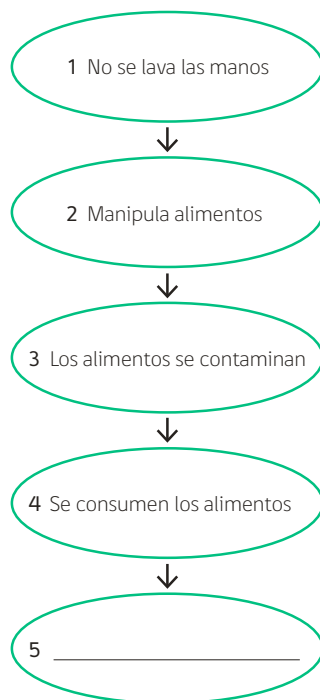 1 No se lava las manos
2 Manipula alimentos
3 Los alimentos se contaminan
4 Se consumen los alimentos
5